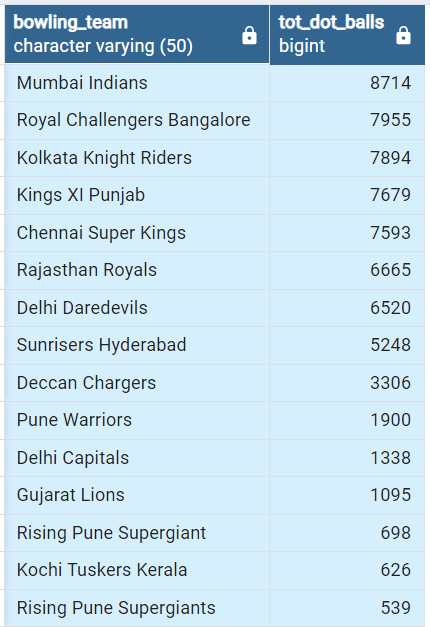 bowling_team tot_dot_balls
character varying (50) bigint
Mumbai Indians 8714
Royal Challengers Bangalore 7955
Kolkata Knight Riders 7894
Kings XI Punjab 7679
Chennai Super Kings 7593
Rajasthan Royals 6665
Delhi Daredevils 6520
Sunrisers Hyderabad 5248
Deccan Chargers 3306
Pune Warriors 1900
Delhi Capitals 1338
Gujarat Lions 1095
Rising Pune Supergiant 698
Kochi Tuskers Kerala 626
Rising Pune Supergiants 539